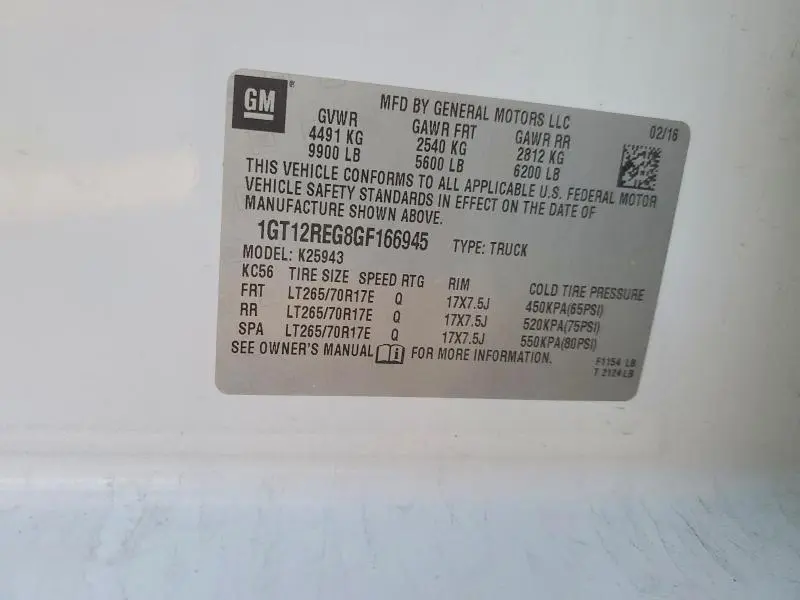 GM®
MFD BY GENERAL MOTORS LLC
02/16
GVWR GAWR FRT GAWR RR
4491 KG 2540 KG 2812 KG
9900 LB 5600 LB 6200 LB
THIS VEHICLE CONFORMS TO ALL APPLICABLE U.S. FEDERAL MOTOR
VEHICLE SAFETY STANDARDS IN EFFECT ON THE DATE OF
MANUFACTURE SHOWN ABOVE.
1GT12REG8GF166945 TYPE: TRUCK
MODEL: K25943
KC56 TIRE SIZE SPEED RTG RIM COLD TIRE PRESSURE
FRT LT265/70R17E Q 17X7.5J 450KPA(65PSI)
RR LT265/70R17E Q 17X7.5J 520KPA(75PSI)
SPA LT265/70R17E Q 17X7.5J 550KPA(80PSI)
SEE OWNER'S MANUAL i FOR MORE INFORMATION.
F1154 LB
T 2124LB